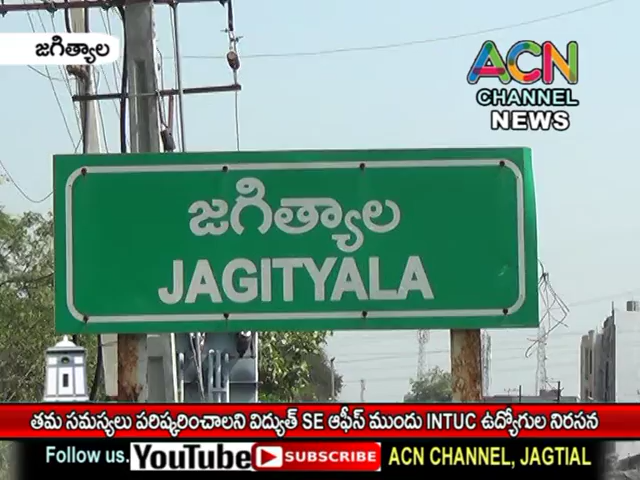 జగిత్యాల
ACN
CHANNEL
NEWS
జగిత్యాల
JAGITYALA
తమ సమస్యలు పరిష్కరించాలని విద్యుత్ SE ఆఫీస్ ముందు INTUC ఉద్యోగుల నిరసన
Follow us. YouTube SUBSCRIBE ACN CHANNEL, JAGTIAL